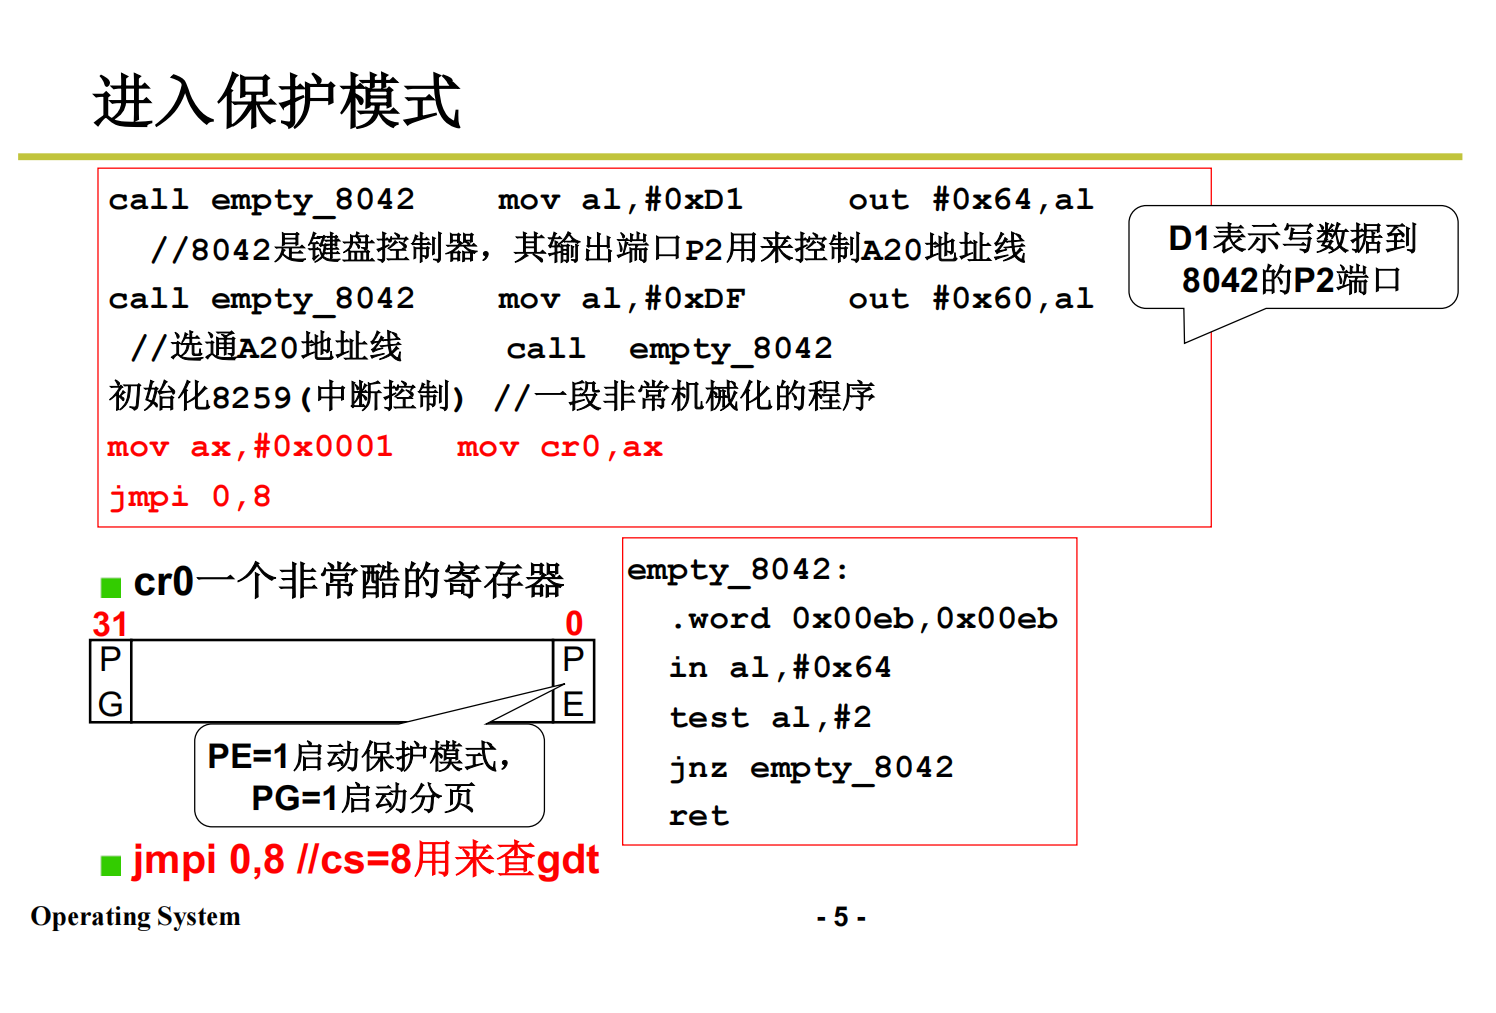 进入保护模式
call empty_8042    mov al,#0xD1     out #0x64,al
//8042是键盘控制器，其输出端口P2用来控制A20地址线
call empty_8042    mov al,#0xDF     out #0x60,al
//选通A20地址线     call  empty_8042
初始化8259(中断控制) //一段非常机械化的程序
mov ax,#0x0001   mov cr0,ax
jmpi 0,8
D1表示写数据到
8042的P2端口
cr0一个非常酷的寄存器
31 0
P P
G E
PE=1启动保护模式，
PG=1启动分页
jmpi 0,8 //cs=8用来查gdt
empty_8042:
.word 0x00eb,0x00eb
in al,#0x64
test al,#2
jnz empty_8042
ret
Operating System
- 5 -